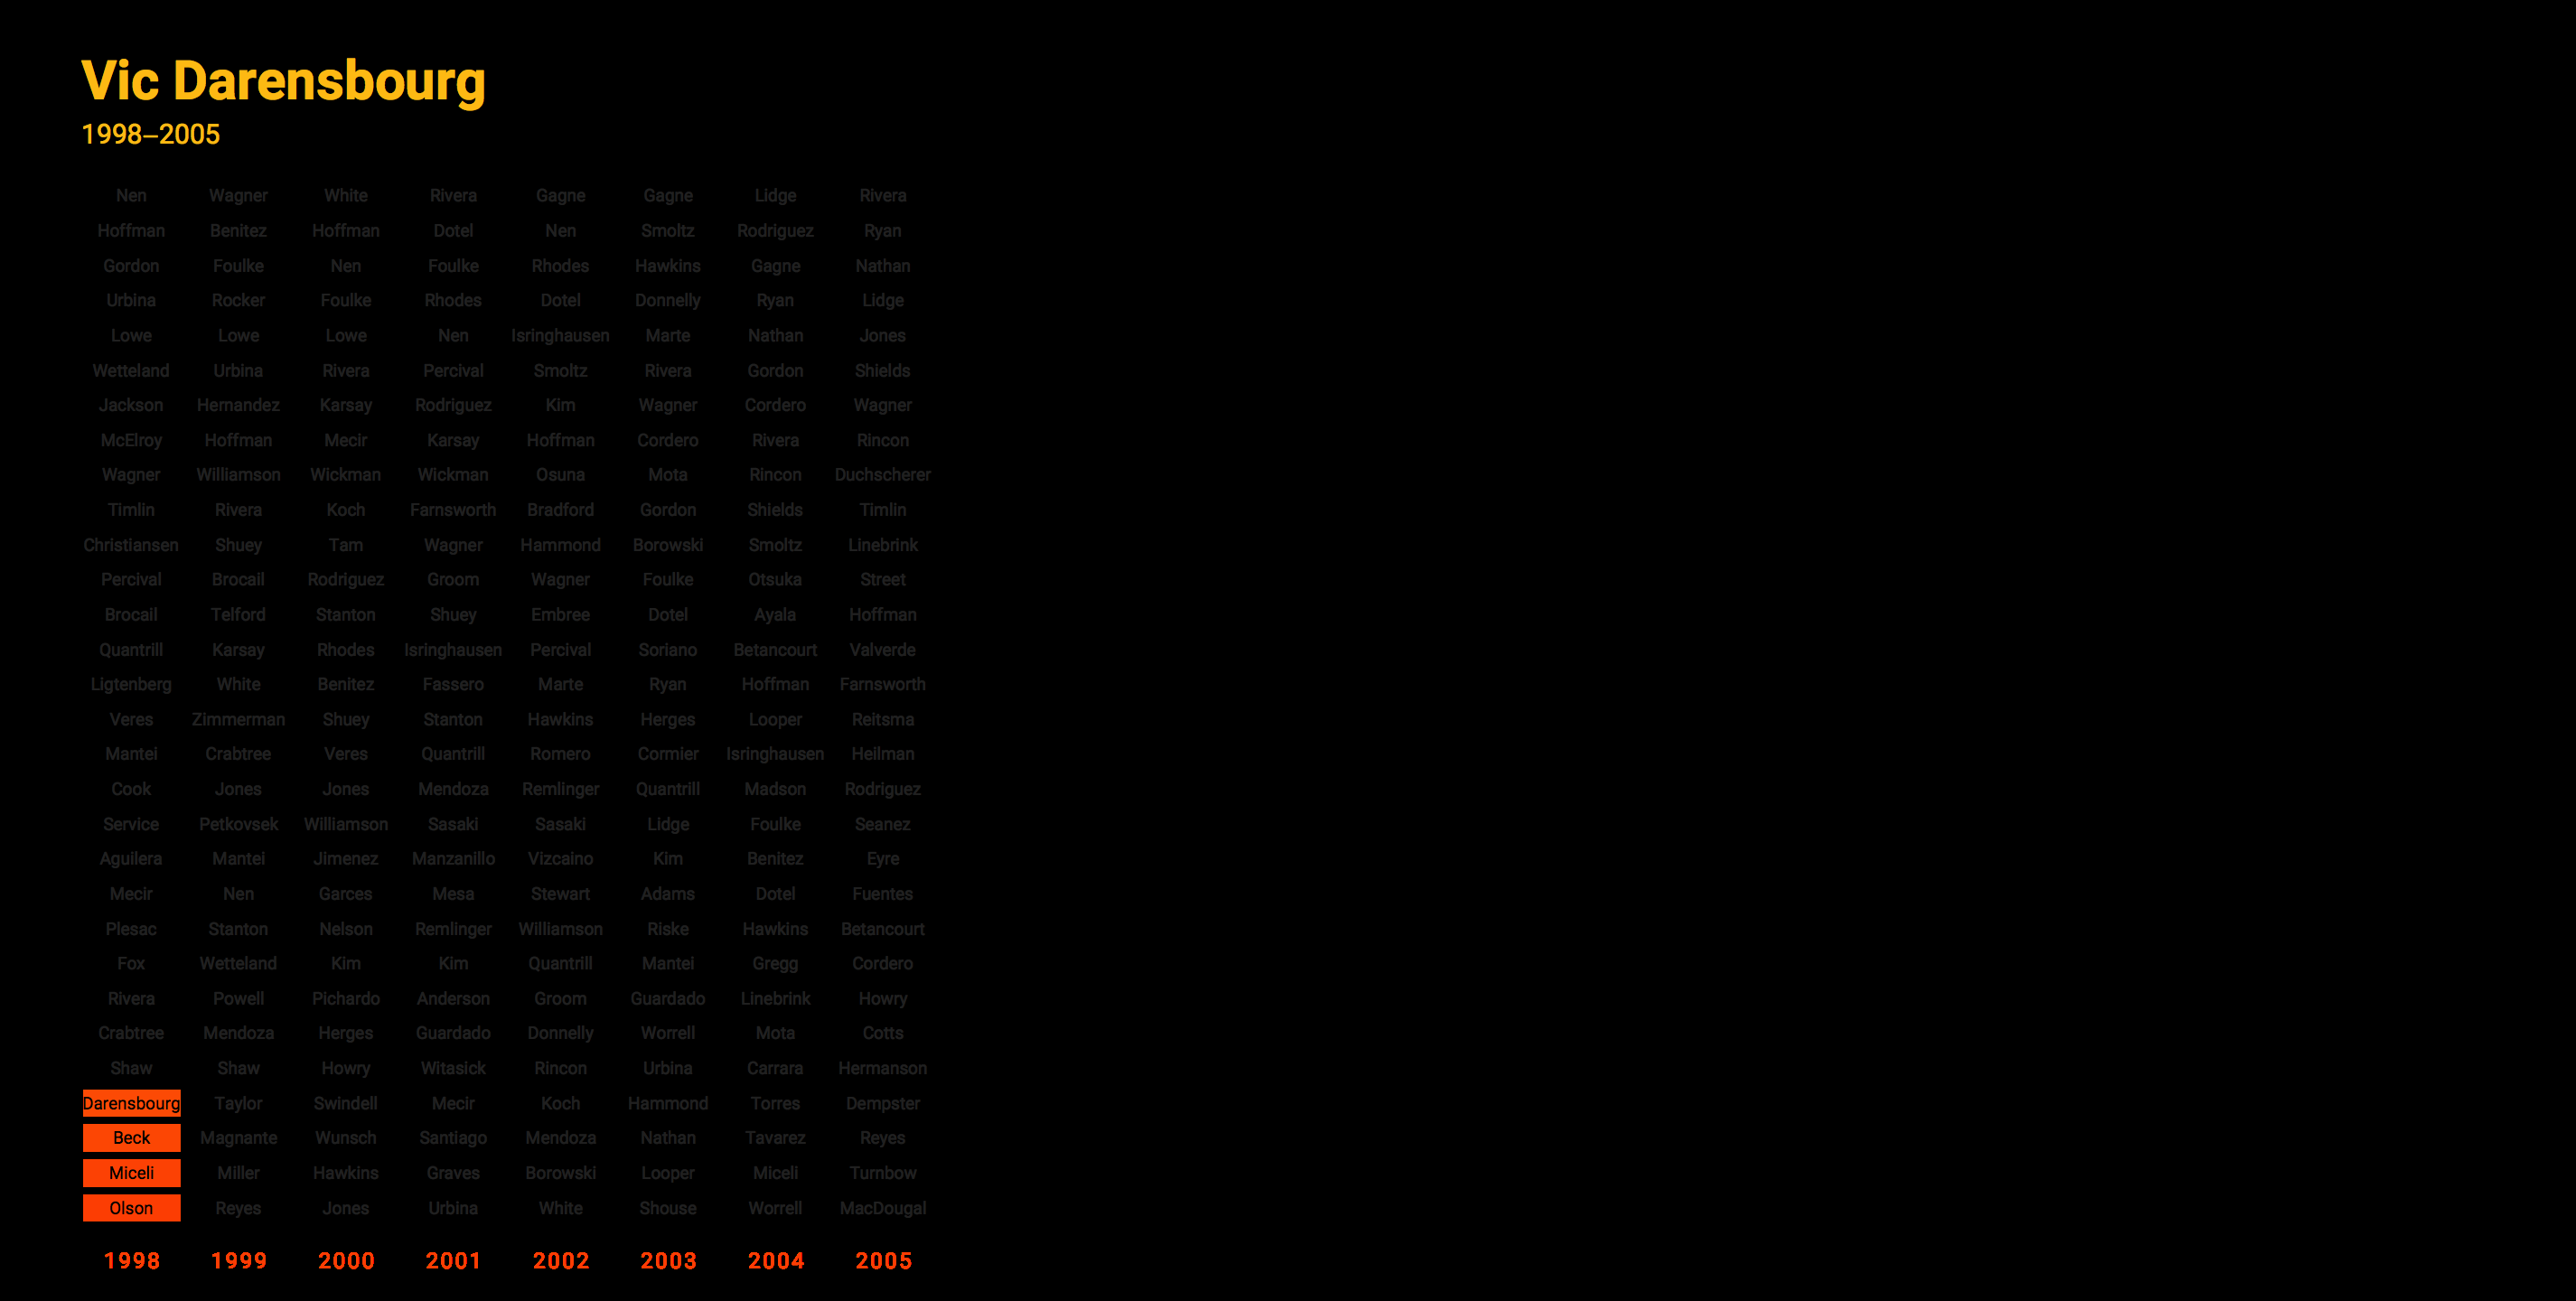 Vic Darensbourg
1998–2005
Nen Wagner White Rivera Gagne Gagne Lidge Rivera
Hoffman Benitez Hoffman Dotel Nen Smoltz Rodriguez Ryan
Gordon Foulke Nen Foulke Rhodes Hawkins Gagne Nathan
Urbina Rocker Foulke Rhodes Dotel Donnelly Ryan Lidge
Lowe Lowe Lowe Nen Isringhausen Marte Nathan Jones
Wetteland Urbina Rivera Percival Smoltz Rivera Gordon Shields
Jackson Hernandez Karsay Rodriguez Kim Wagner Cordero Wagner
McElroy Hoffman Mecir Karsay Hoffman Cordero Rivera Rincon
Wagner Williamson Wickman Wickman Osuna Mota Rincon Duchscherer
Timlin Rivera Koch Farnsworth Bradford Gordon Shields Timlin
Christiansen Shuey Tam Wagner Hammond Borowski Smoltz Linebrink
Percival Brocail Rodriguez Groom Wagner Foulke Otsuka Street
Brocail Telford Stanton Shuey Embree Dotel Ayala Hoffman
Quantrill Karsay Rhodes Isringhausen Percival Soriano Betancourt Valverde
Ligtenberg White Benitez Fassero Marte Ryan Hoffman Farnsworth
Veres Zimmerman Shuey Stanton Hawkins Herges Looper Reitsma
Mantei Crabtree Veres Quantrill Romero Cormier Isringhausen Heilman
Cook Jones Jones Mendoza Remlinger Quantrill Madson Rodriguez
Service Petkovsek Williamson Sasaki Sasaki Lidge Foulke Seanez
Aguilera Mantei Jimenez Manzanillo Vizcaino Kim Benitez Eyre
Mecir Nen Garces Mesa Stewart Adams Dotel Fuentes
Plesac Stanton Nelson Remlinger Williamson Riske Hawkins Betancourt
Fox Wetteland Kim Kim Quantrill Mantei Gregg Cordero
Rivera Powell Pichardo Anderson Groom Guardado Linebrink Howry
Crabtree Mendoza Herges Guardado Donnelly Worrell Mota Cotts
Shaw Shaw Howry Witasick Rincon Urbina Carrara Hermanson
Darensbourg Taylor Swindell Mecir Koch Hammond Torres Dempster
Beck Magnante Wunsch Santiago Mendoza Nathan Tavarez Reyes
Miceli Miller Hawkins Graves Borowski Looper Miceli Turnbow
Olson Reyes Jones Urbina White Shouse Worrell MacDougal
1998 1999 2000 2001 2002 2003 2004 2005